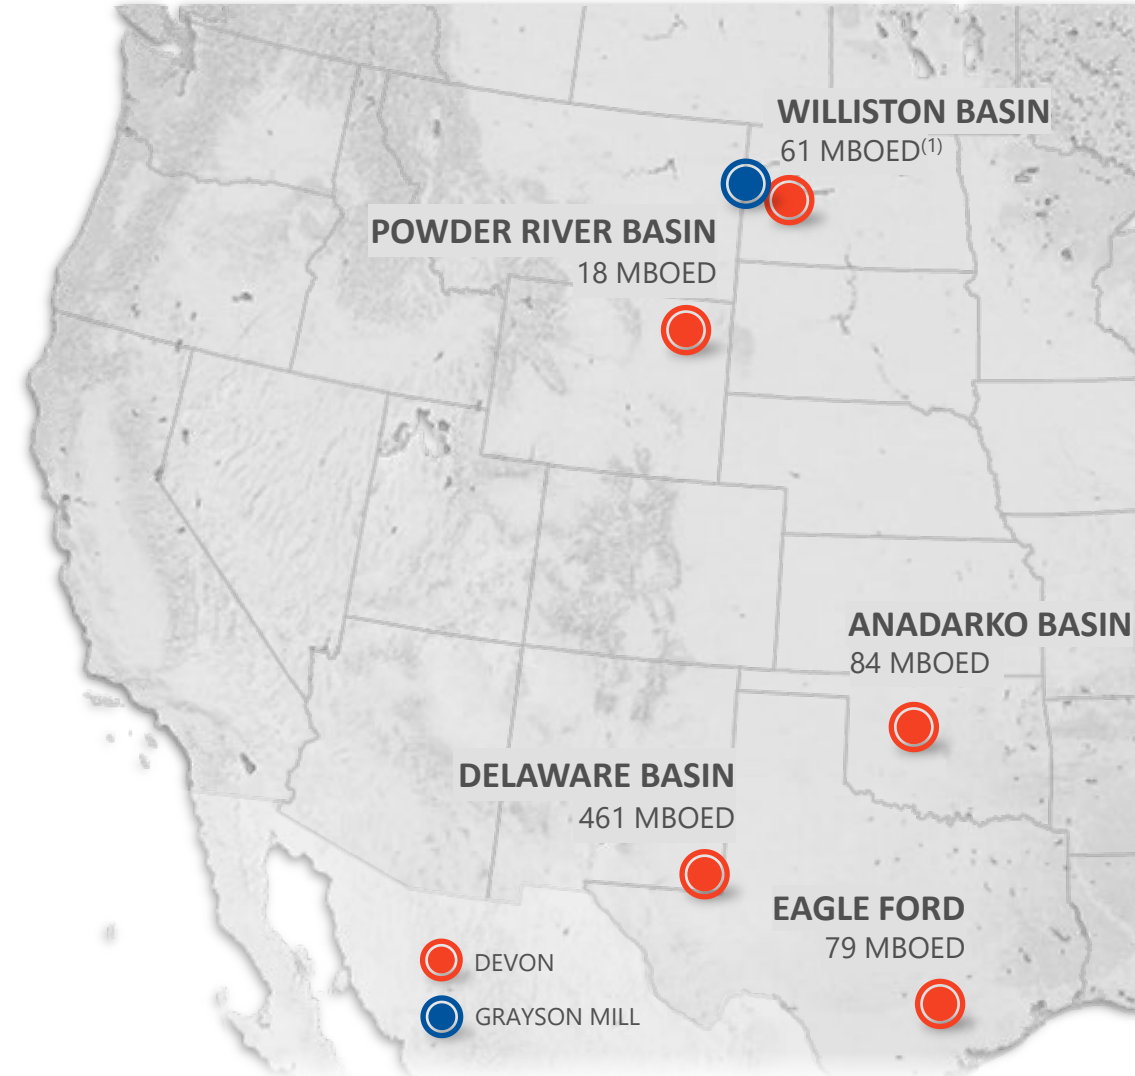 WILLISTON BASIN
61 MBOED(1)
POWDER RIVER BASIN
18 MBOED
ANADARKO BASIN
84 MBOED
DELAWARE BASIN
461 MBOED
EAGLE FORD
79 MBOED
DEVON
GRAYSON MILL